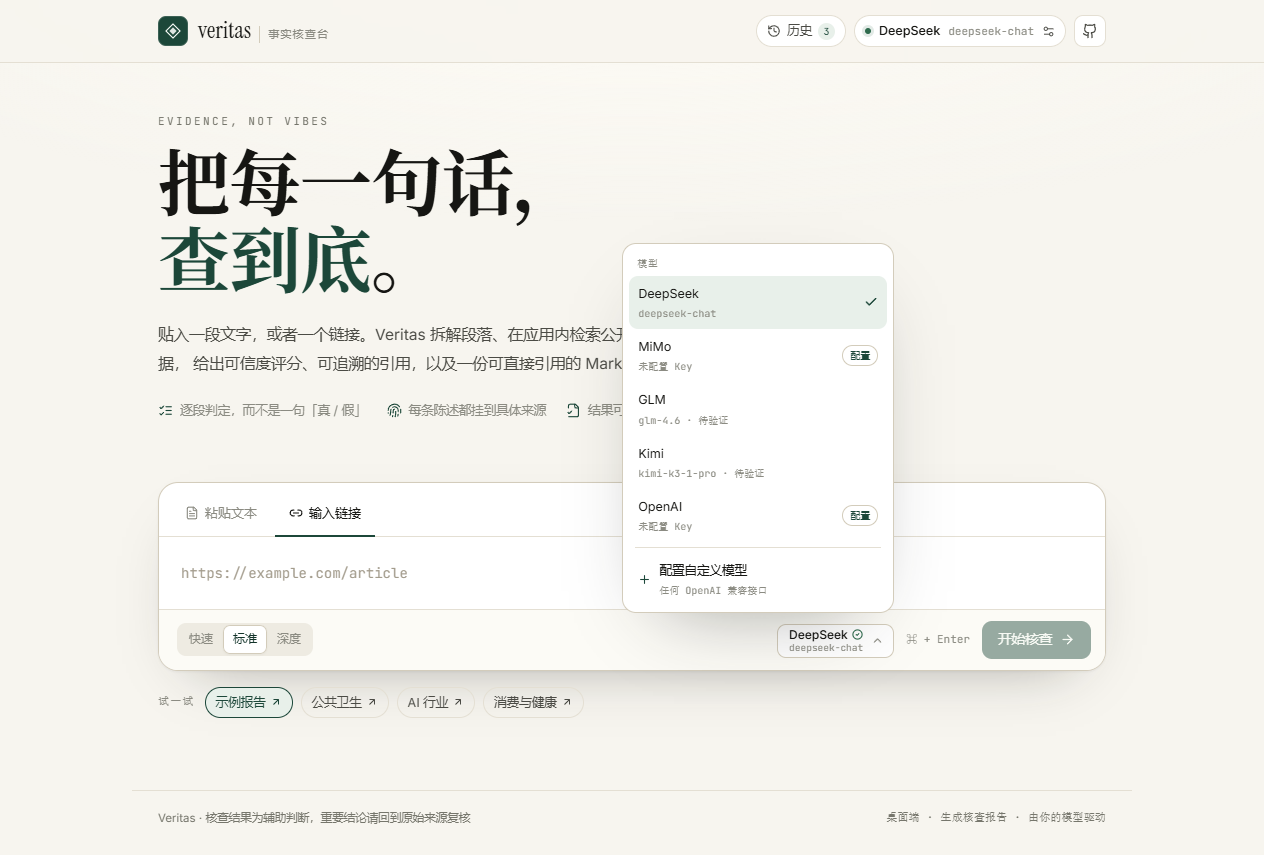 veritas
事实核查台
历史 3
DeepSeek deepseek-chat
EVIDENCE, NOT VIBES
把每一句话,
查到底。
贴入一段文字，或者一个链接。Veritas 拆解段落、在应用内检索公
据， 给出可信度评分、可追溯的引用，以及一份可直接引用的 Mark
逐段判定，而不是一句「真 / 假」
每条陈述都挂到具体来源
结果可
模型
DeepSeek
deepseek-chat
MiMo
未配置 Key
配置
GLM
glm-4.6 · 待验证
Kimi
kimi-k3-1-pro · 待验证
OpenAI
未配置 Key
配置
配置自定义模型
任何 OpenAI 兼容接口
粘贴文本
输入链接
https://example.com/article
快速
标准
深度
DeepSeek
deepseek-chat
⌘ + Enter
开始核查
试一试
示例报告
公共卫生
AI 行业
消费与健康
Veritas · 核查结果为辅助判断，重要结论请回到原始来源复核
桌面端 · 生成核查报告 · 由你的模型驱动